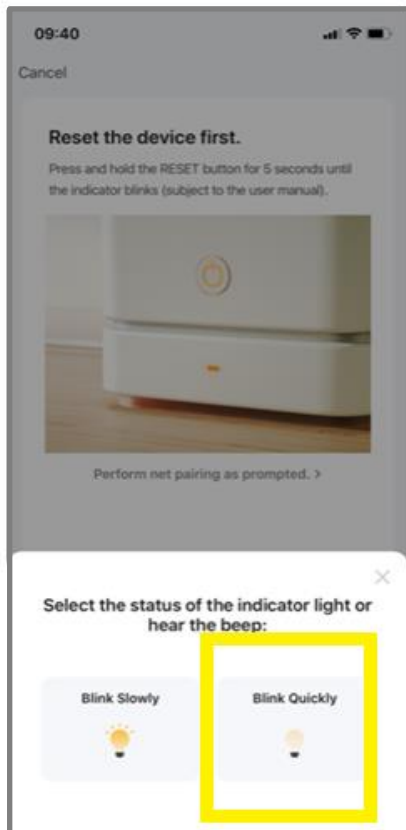 09:40
Cancel
Reset the device first.
Press and hold the RESET button for 5 seconds until
the indicator blinks (subject to the user manual).
Perform net pairing as prompted. >
Select the status of the indicator light or
hear the beep:
Blink Slowly
Blink Quickly